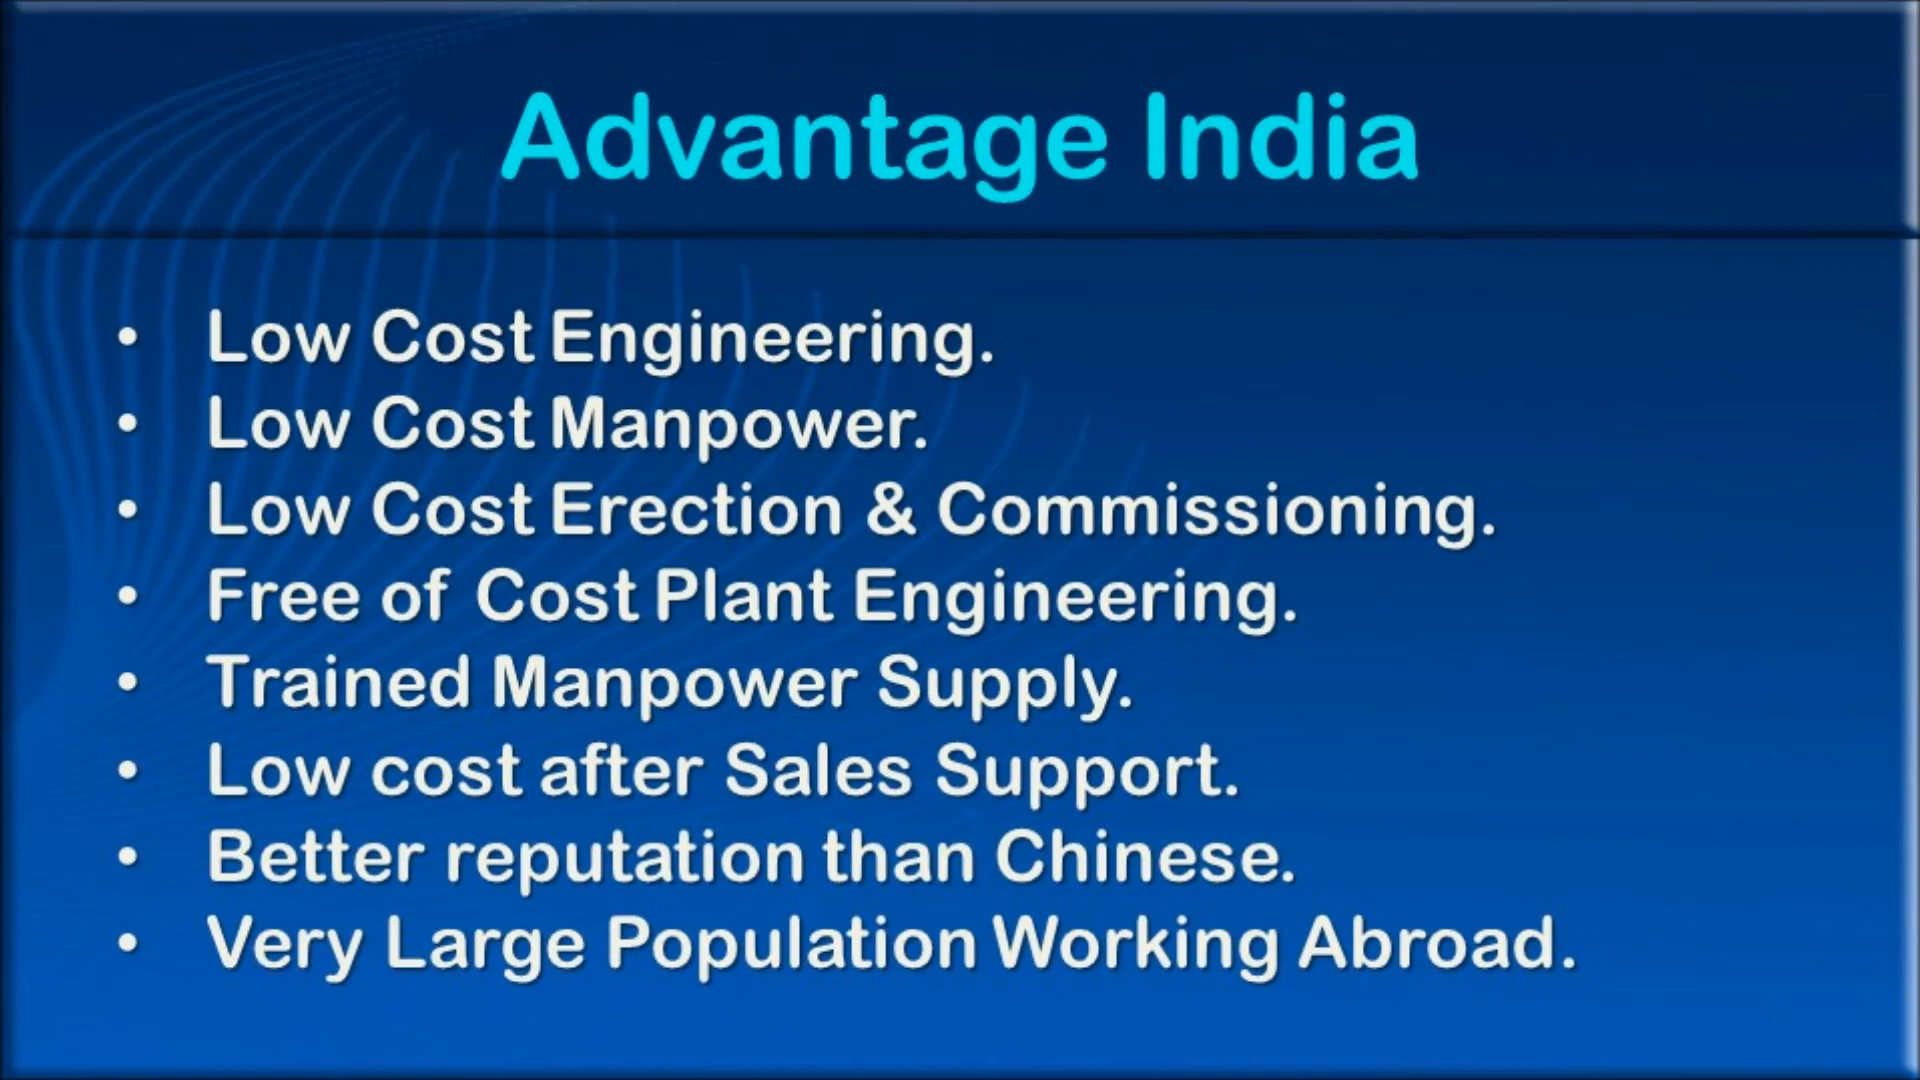 Advantage India
• Low Cost Engineering.
• Low Cost Manpower.
• Low Cost Erection & Commissioning.
• Free of Cost Plant Engineering.
• Trained Manpower Supply.
• Low cost after Sales Support.
• Better reputation than Chinese.
• Very Large Population Working Abroad.